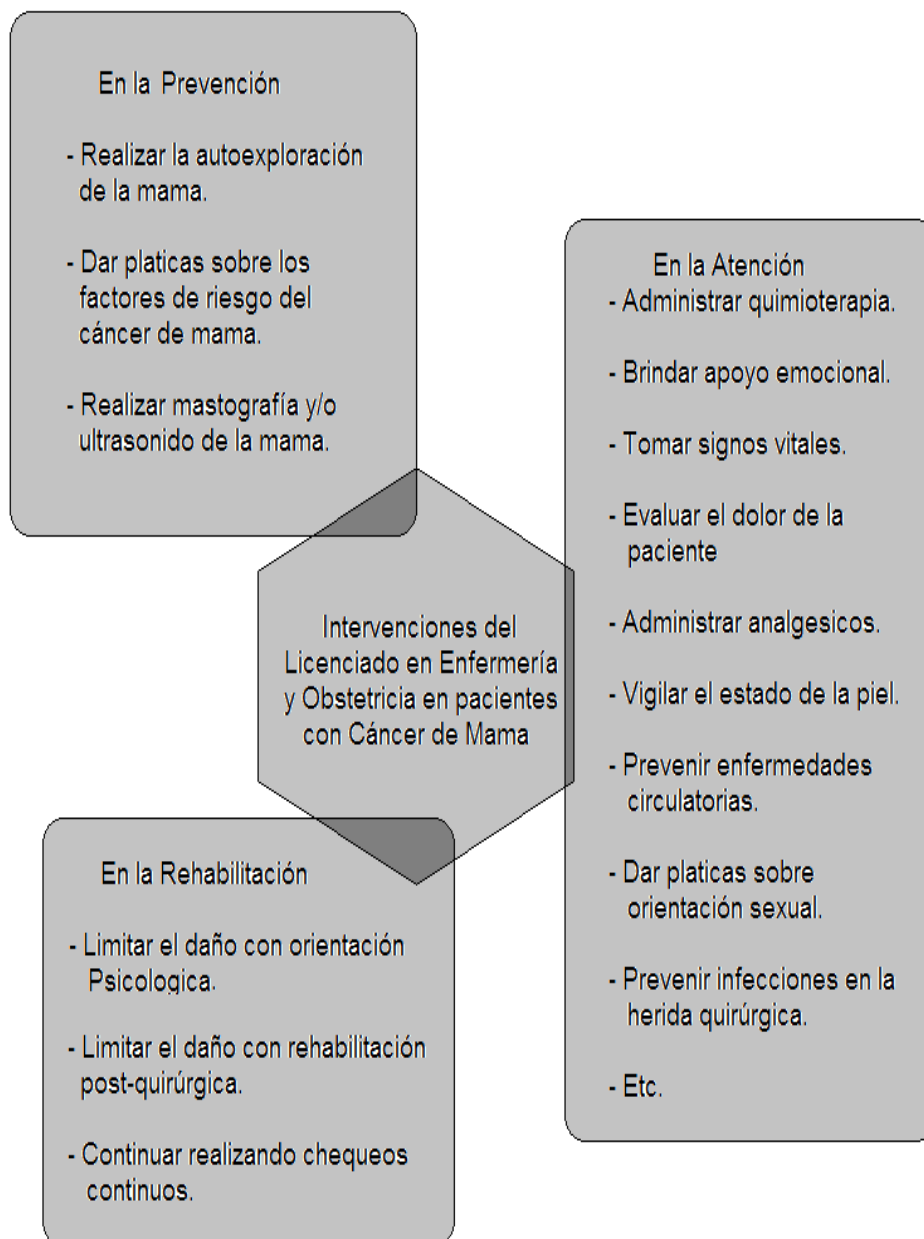 En la Prevención
- Realizar la autoexploración
de la mama.
- Dar platicas sobre los
factores de riesgo del
cáncer de mama.
- Realizar mastografía y/o
ultrasonido de la mama.
Intervenciones del
Licenciado en Enfermería
y Obstetricia en pacientes
con Cáncer de Mama
En la Atención
- Administrar quimioterapia.
- Brindar apoyo emocional.
- Tomar signos vitales.
- Evaluar el dolor de la
paciente
- Administrar analgesicos.
- Vigilar el estado de la piel.
- Prevenir enfermedades
circulatorias.
- Dar platicas sobre
orientación sexual.
- Prevenir infecciones en la
herida quirúrgica.
- Etc.
En la Rehabilitación
- Limitar el daño con orientación
Psicologica.
- Limitar el daño con rehabilitación
post-quirúrgica.
- Continuar realizando chequeos
continuos.